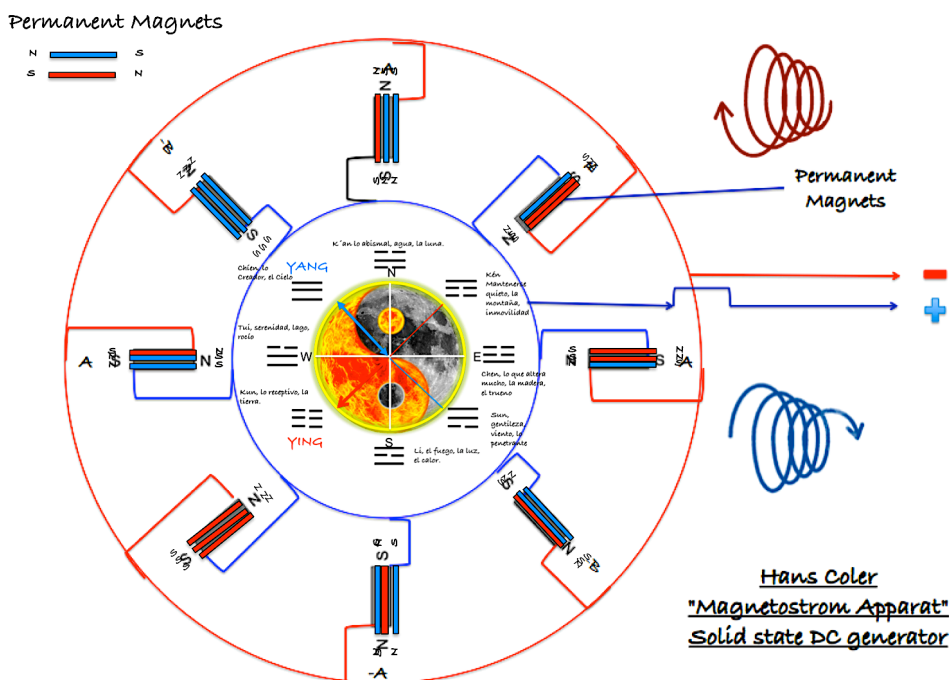 Permanent Magnets
N S
S N
A
N
S
N
S
S
N
Permanent
Magnets
K´an lo abismal, agua, la luna.
YANG
N
Chien, lo
Creador, el Cielo
Kén
Mantenerse
quieto, la
montaña,
inmovilidad
Tui, serenidad, lago,
rocío
A
N
W
E
S A
Chen, lo que altera
mucho, la madera,
el trueno
Kun, lo receptivo, la
tierra.
Sun,
gentileza,
viento, lo
penetrante
YING
S
Li, el fuego, la luz,
el calor.
N
S
S
N
S
N
-A
Hans Coler
"Magnetostrom Apparat"
Solid state DC generator